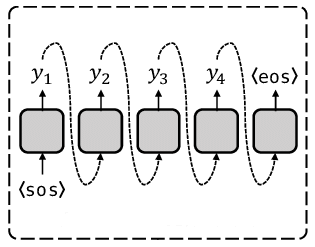 y₁ y₂ y₃ y₄ ⟨eos⟩
⟨sos⟩